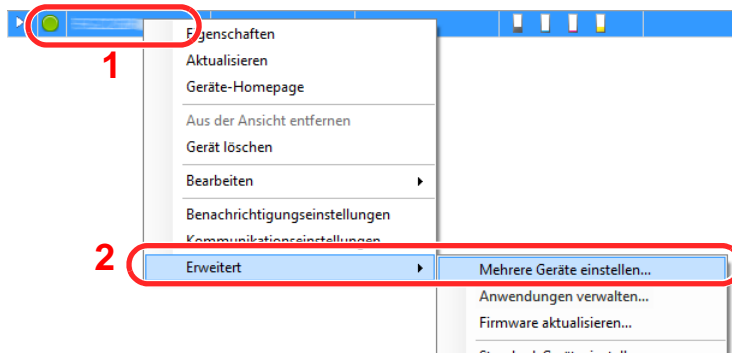 1
Eigenschaften
Aktualisieren
Geräte-Homepage
Aus der Ansicht entfernen
Gerät löschen
Bearbeiten
Benachrichtigungseinstellungen
Kommunikationseinstellungen
2
Erweitert
Mehrere Geräte einstellen...
Anwendungen verwalten...
Firmware aktualisieren...